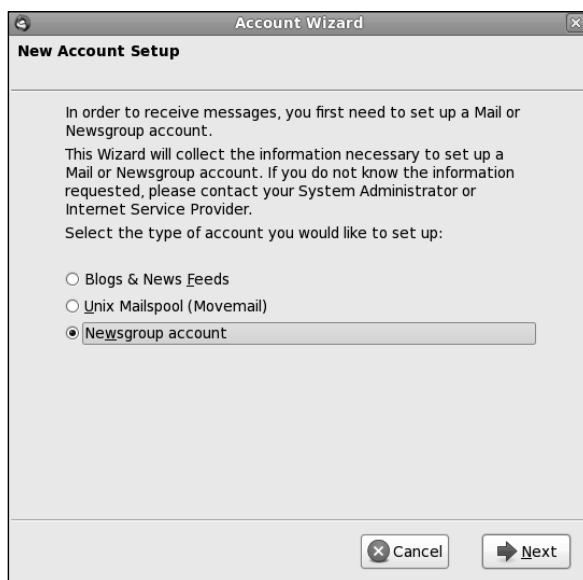 Account Wizard
New Account Setup
In order to receive messages, you first need to set up a Mail or
Newsgroup account.
This Wizard will collect the information necessary to set up a
Mail or Newsgroup account. If you do not know the information
requested, please contact your System Administrator or
Internet Service Provider.
Select the type of account you would like to set up:
Blogs & News Feeds
Unix Mailspool (Movemail)
Newsgroup account
Cancel
Next